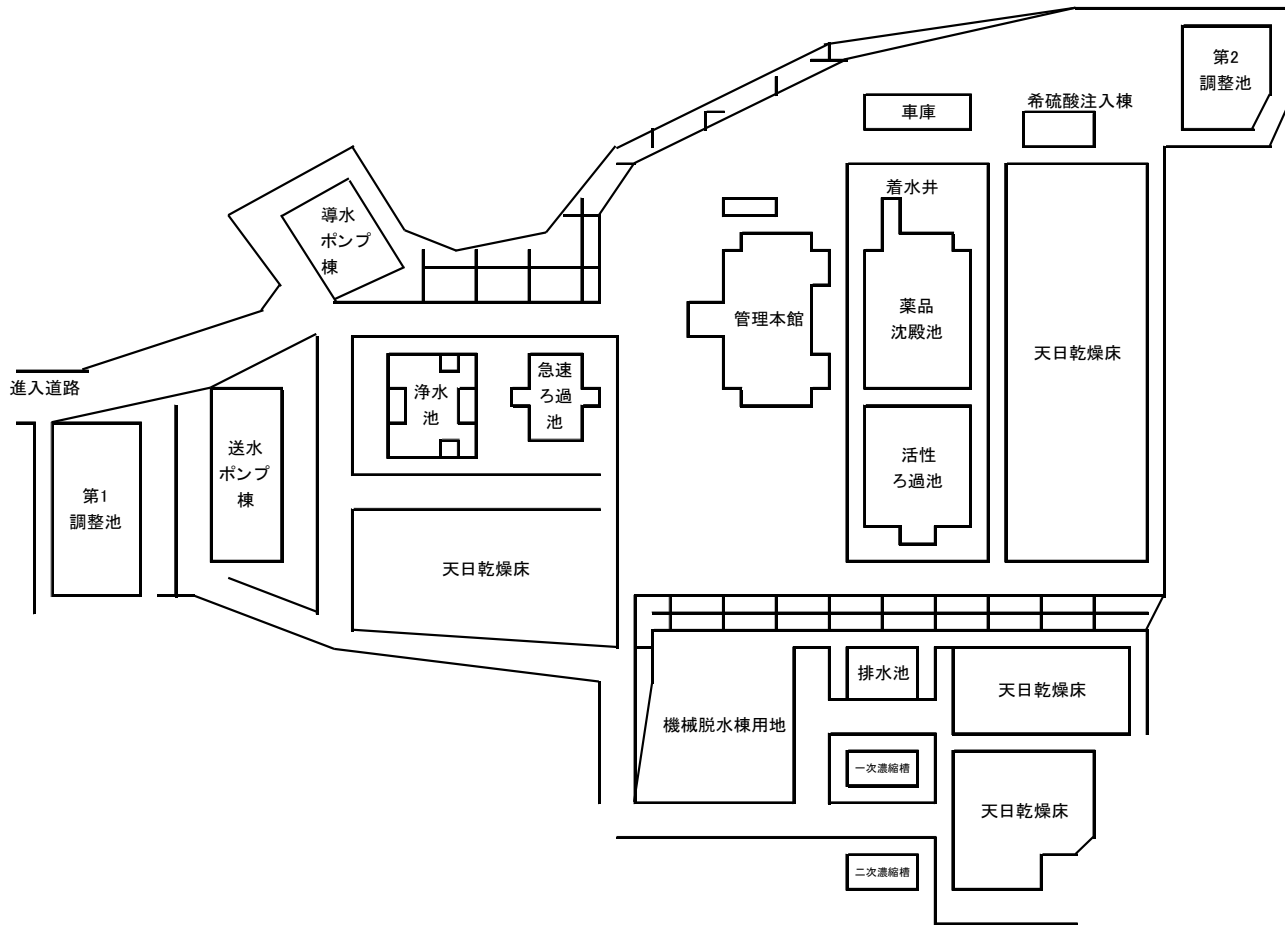 第2
調整池
希硫酸注入棟
車庫
着水井
導水
ポンプ
棟
薬品
沈殿池
管理本館
天日乾燥床
進入道路
浄水
池
急速
ろ過
池
送水
ポンプ
棟
活性
ろ過池
第1
調整池
天日乾燥床
排水池
天日乾燥床
機械脱水棟用地
一次濃縮槽
天日乾燥床
二次濃縮槽